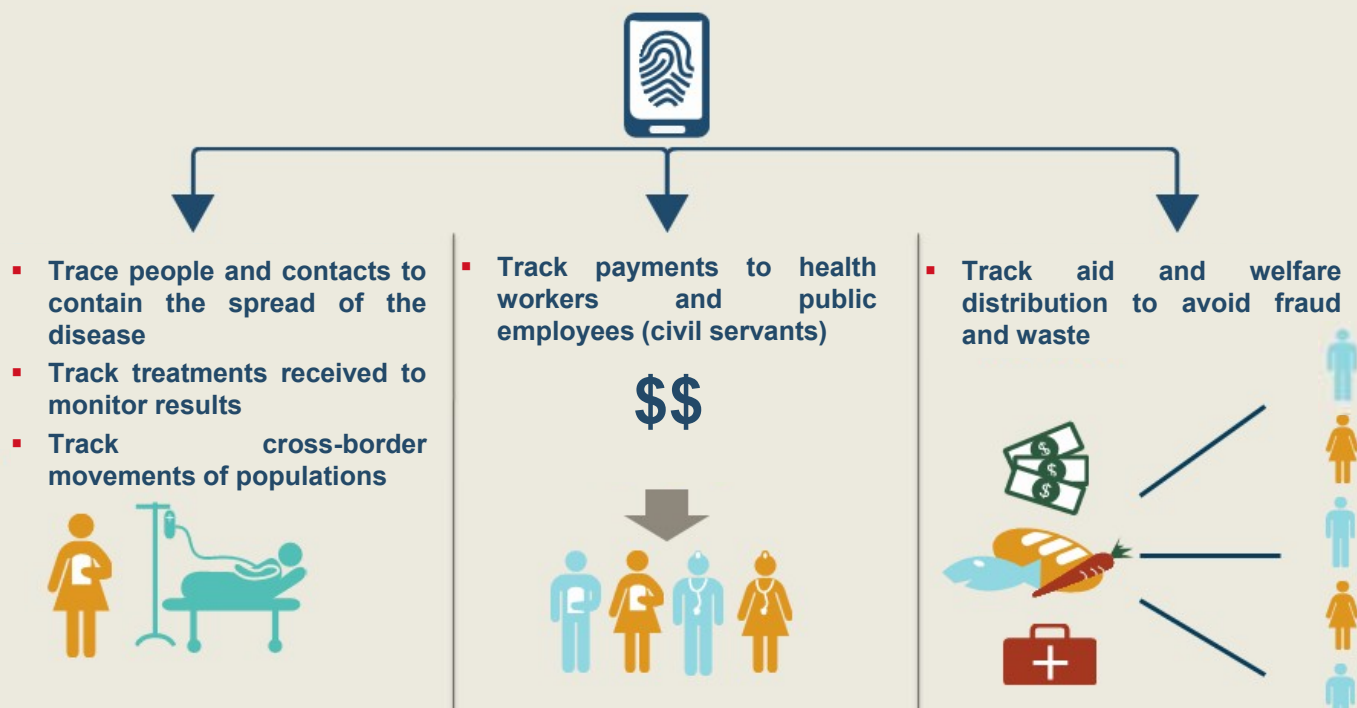 Trace people and contacts to
contain the spread of the
disease
Track treatments received to
monitor results
Track cross-border
movements of populations
Track payments to health
workers and public
employees (civil servants)
$$
Track aid and welfare
distribution to avoid fraud
and waste
$
$
$